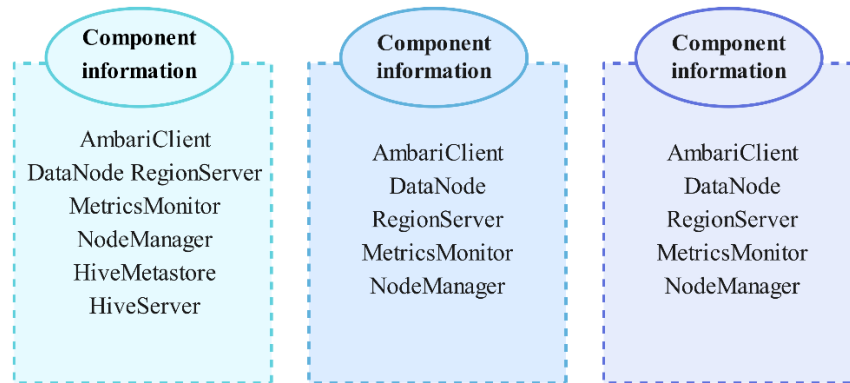 Component
information
AmbariClient
DataNode RegionServer
MetricsMonitor
NodeManager
HiveMetastore
HiveServer
Component
information
AmbariClient
DataNode
RegionServer
MetricsMonitor
NodeManager
Component
information
AmbariClient
DataNode
RegionServer
MetricsMonitor
NodeManager